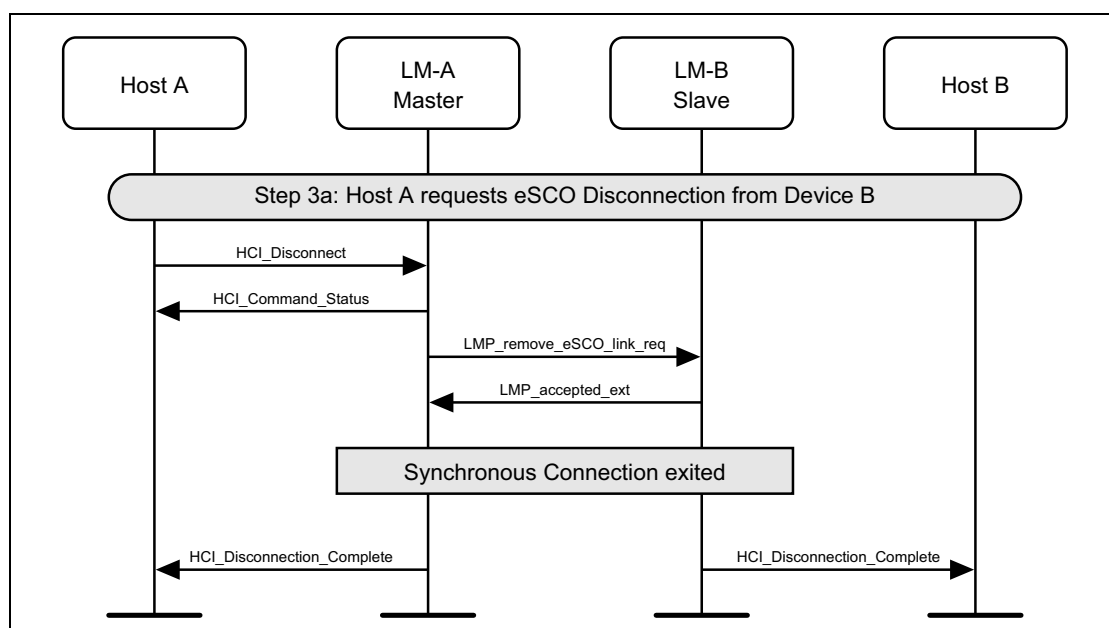 Host A
LM-A
Master
LM-B
Slave
Host B
Step 3a: Host A requests eSCO Disconnection from Device B
HCI_Disconnect
HCI_Command_Status
LMP_remove_eSCO_link_req
LMP_accepted_ext
Synchronous Connection exited
HCI_Disconnection_Complete
HCI_Disconnection_Complete